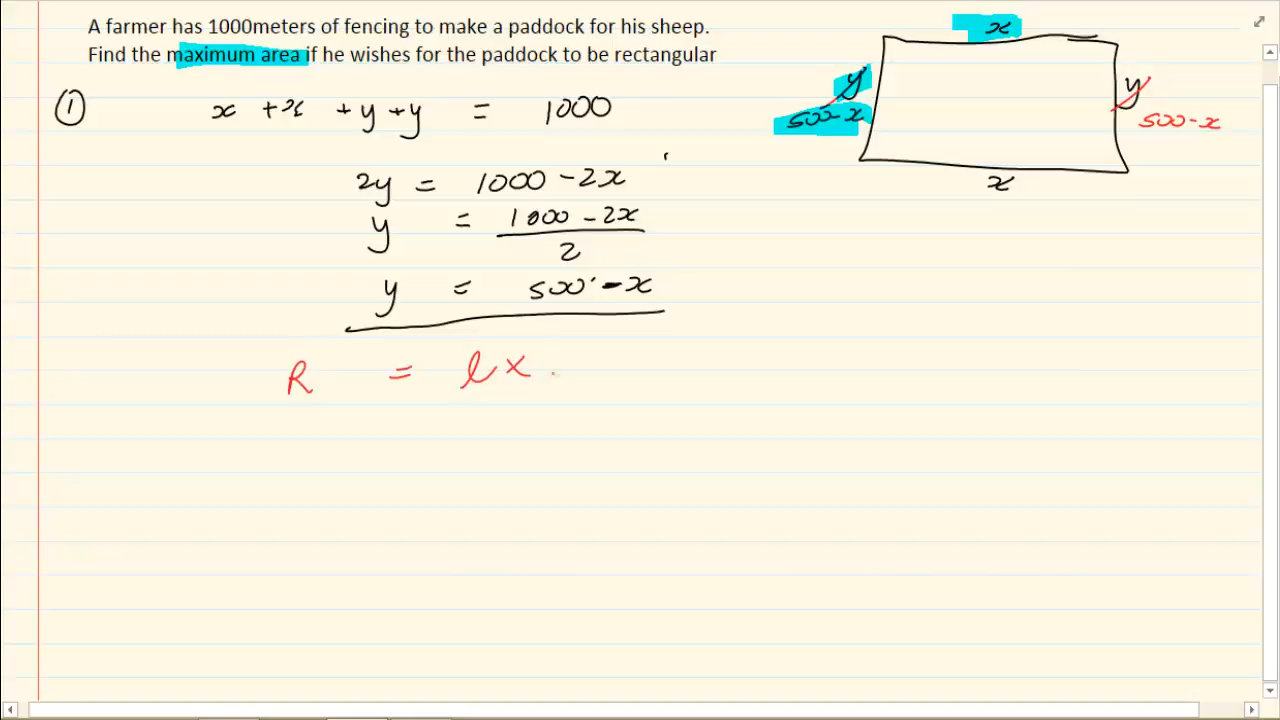 A farmer has 1000meters of fencing to make a paddock for his sheep.
Find the maximum area if he wishes for the paddock to be rectangular
① x + x + y + y = 1000
2y = 1000 - 2x
y = 1000 - 2x
2
y = 500 - x
R = l x
x
y
500 - x
y
500 - x
x